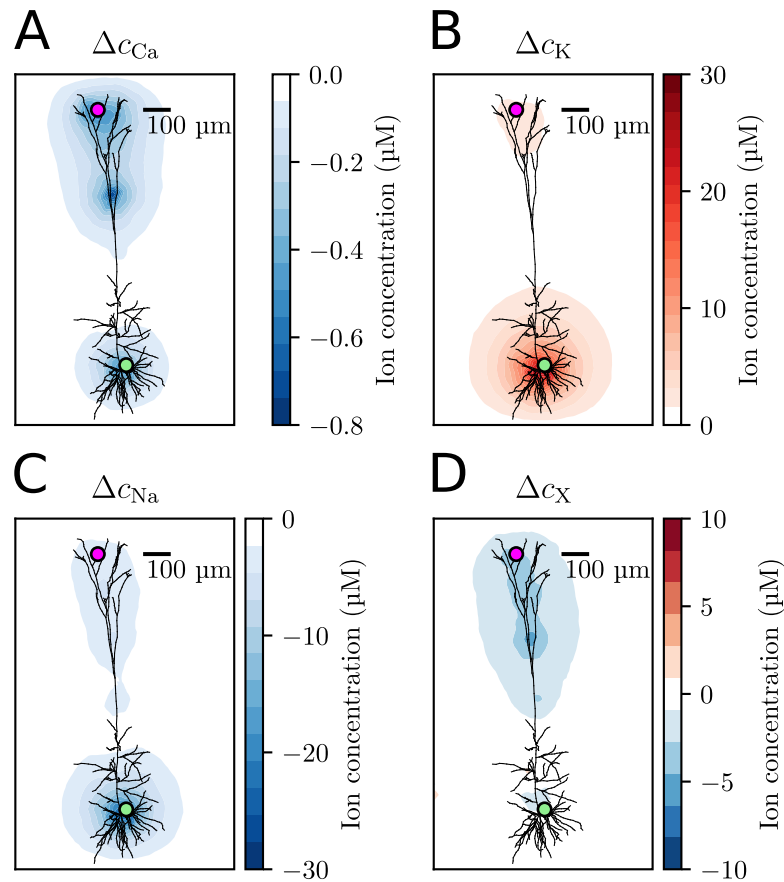 A
Δc_Ca
100 µm
0.0
−0.2
−0.4
−0.6
−0.8
Ion concentration (µM)
B
Δc_K
100 µm
30
20
10
0
Ion concentration (µM)
C
Δc_Na
100 µm
0
−10
−20
−30
Ion concentration (µM)
D
Δc_X
100 µm
10
5
0
−5
−10
Ion concentration (µM)